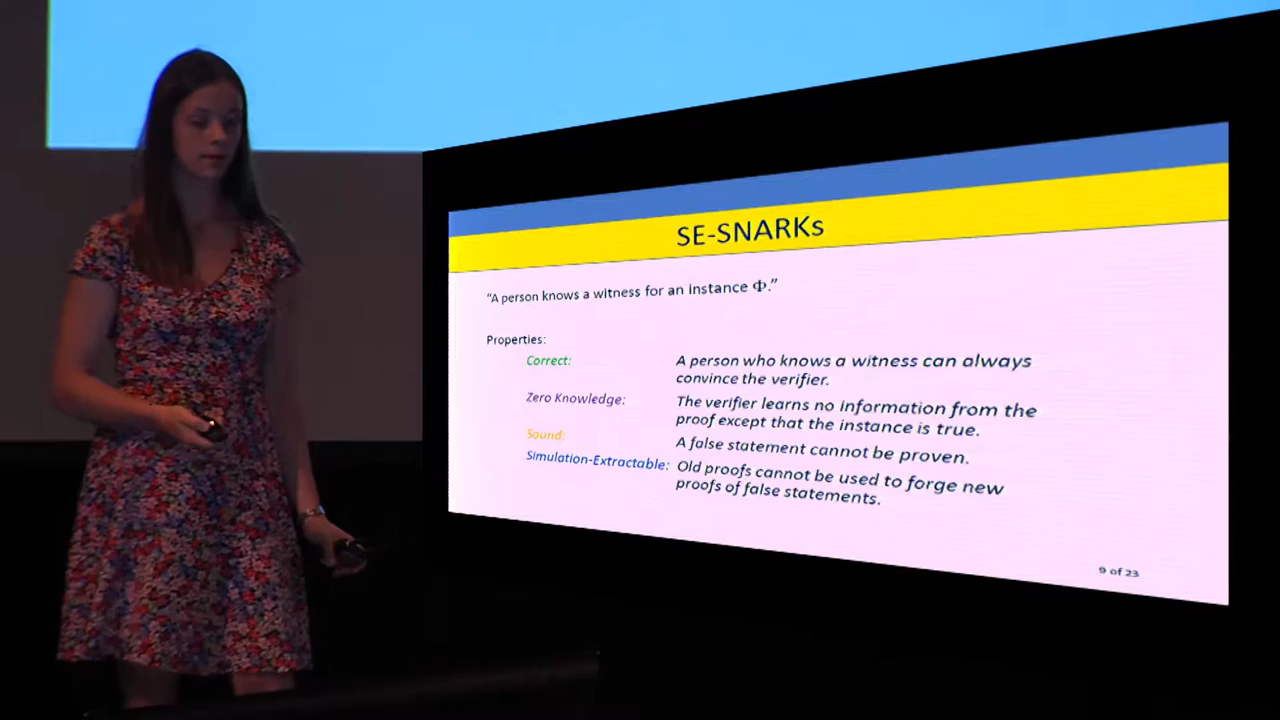 SE-SNARKs
“A person knows a witness for an instance Φ.”
Properties:
Correct: A person who knows a witness can always
convince the verifier.
Zero Knowledge: The verifier learns no information from the
proof except that the instance is true.
Sound: A false statement cannot be proven.
Simulation-Extractable: Old proofs cannot be used to forge new
proofs of false statements.
9 of 23